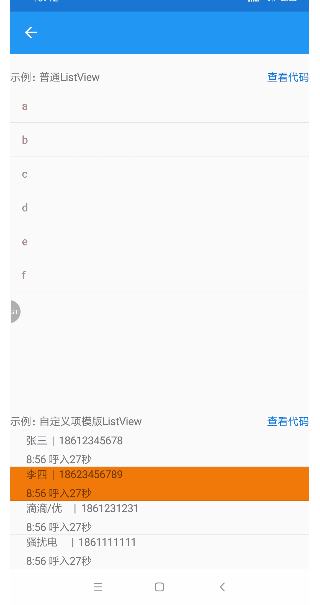 示例：普通ListView 查看代码
a
b
c
d
e
f
示例：自定义项模版ListView 查看代码
张三 | 18612345678
8:56 呼入27秒
李四 | 18623456789
8:56 呼入27秒
滴滴/优 | 1861231231
8:56 呼入27秒
骚扰电 | 1861111111
8:56 呼入27秒